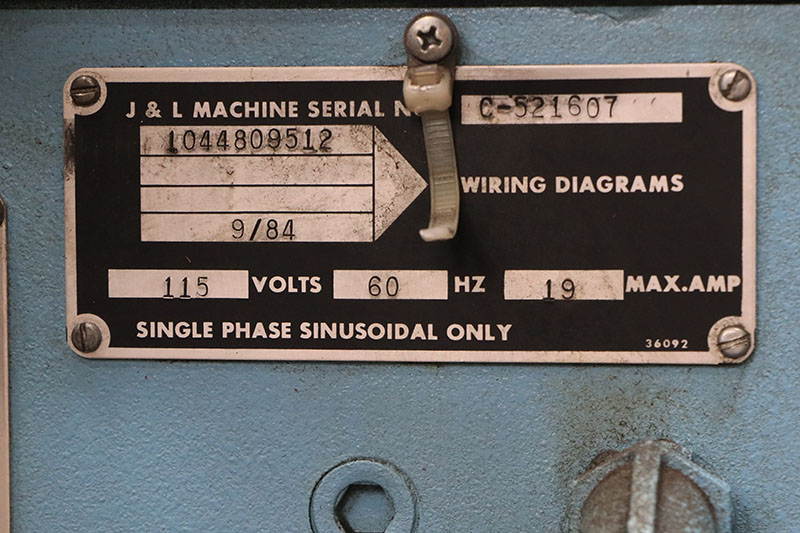 J & L MACHINE SERIAL C-521607
1044809512
WIRING DIAGRAMS
9/84
115 VOLTS 60 HZ 19 MAX.AMP
SINGLE PHASE SINUSOIDAL ONLY
36092